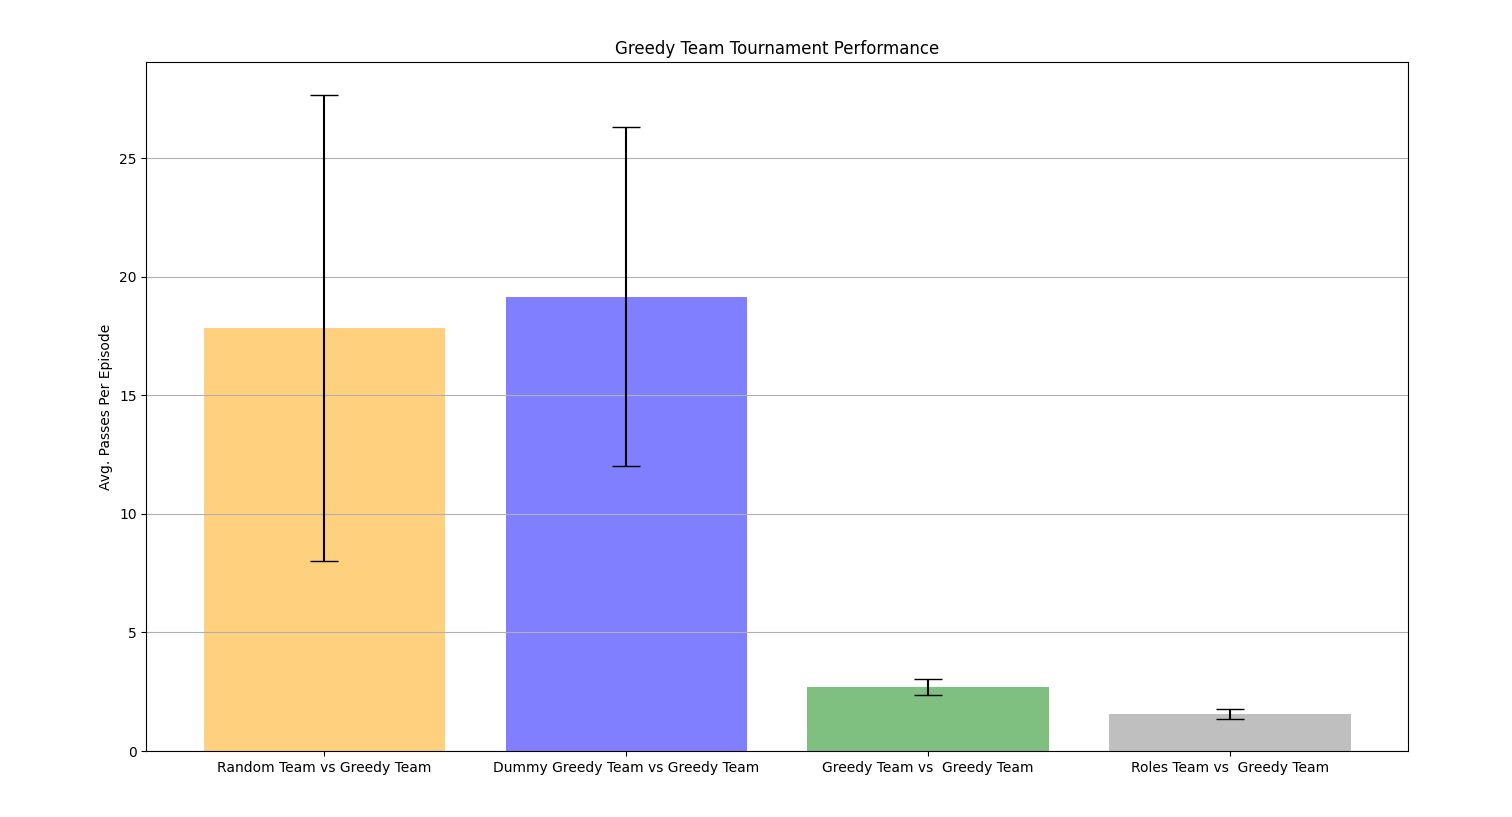 Greedy Team Tournament Performance
Avg. Passes Per Episode
25
20
15
10
5
0
Random Team vs Greedy Team
Dummy Greedy Team vs Greedy Team
Greedy Team vs  Greedy Team
Roles Team vs  Greedy Team